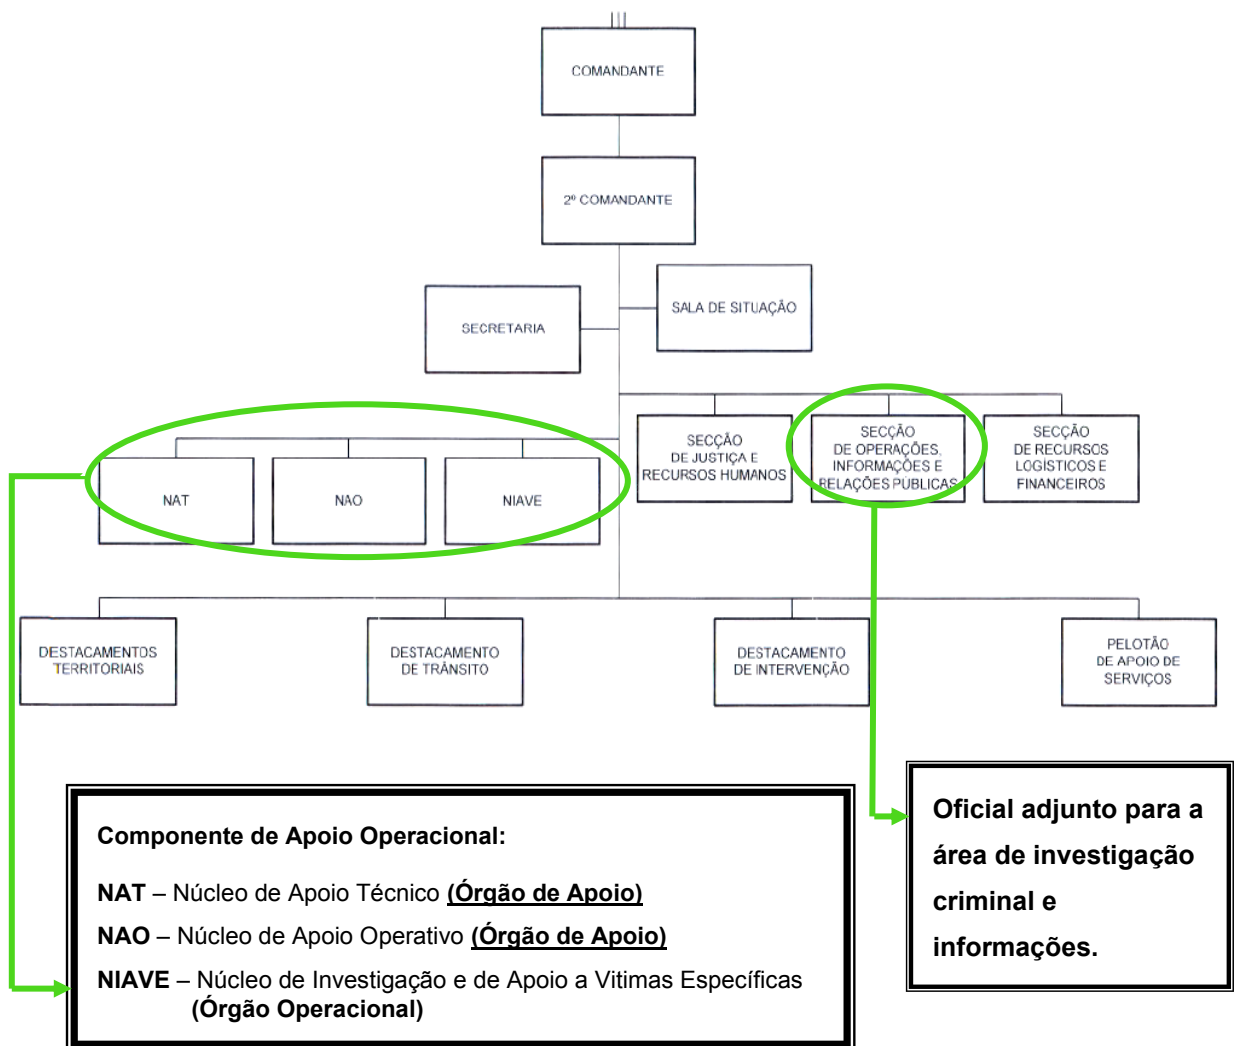 COMANDANTE
2º COMANDANTE
SALA DE SITUAÇÃO
SECRETARIA
SECÇÃO
DE JUSTIÇA E
RECURSOS HUMANOS
SECÇÃO
DE OPERAÇÕES,
INFORMAÇÕES E
RELAÇÕES PÚBLICAS
SECÇÃO
DE RECURSOS
LOGÍSTICOS E
FINANCEIROS
NAT
NAO
NIAVE
DESTACAMENTOS
TERRITORIAIS
DESTACAMENTO
DE TRÂNSITO
DESTACAMENTO
DE INTERVENÇÃO
PELOTÃO
DE APOIO DE
SERVIÇOS
Componente de Apoio Operacional:
NAT – Núcleo de Apoio Técnico (Órgão de Apoio)
NAO – Núcleo de Apoio Operativo (Órgão de Apoio)
NIAVE – Núcleo de Investigação e de Apoio a Vitimas Específicas
(Órgão Operacional)
Oficial adjunto para a
área de investigação
criminal e
informações.